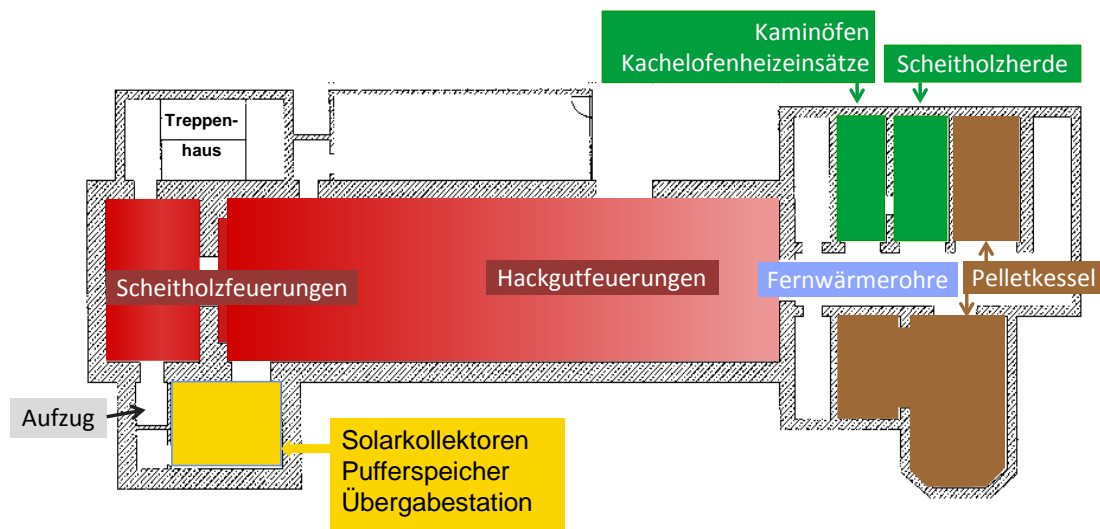 Kaminöfen
Kachelofenheizeinsätze
Scheitholzherde
Treppen-
haus
Scheitholzfeuerungen
Hackgutfeuerungen
Fernwärmerohre
Pelletkessel
Aufzug
Solarkollektoren
Pufferspeicher
Übergabestation